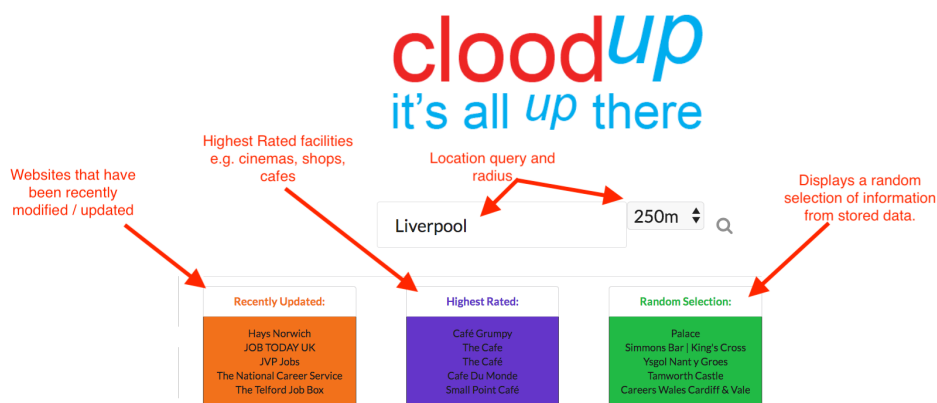 cloodup
it's all up there
Highest Rated facilities
e.g. cinemas, shops,
cafes
Location query and
radius
Websites that have
been recently
modified / updated
Displays a random
selection of information
from stored data.
Liverpool
250m
Recently Updated:
Hays Norwich
JOB TODAY UK
JVP Jobs
The National Career Service
The Telford Job Box
Highest Rated:
Café Grumpy
The Cafe
The Café
Cafe Du Monde
Small Point Café
Random Selection:
Palace
Simmons Bar | King's Cross
Ysgol Nant y Groes
Tamworth Castle
Careers Wales Cardiff & Vale